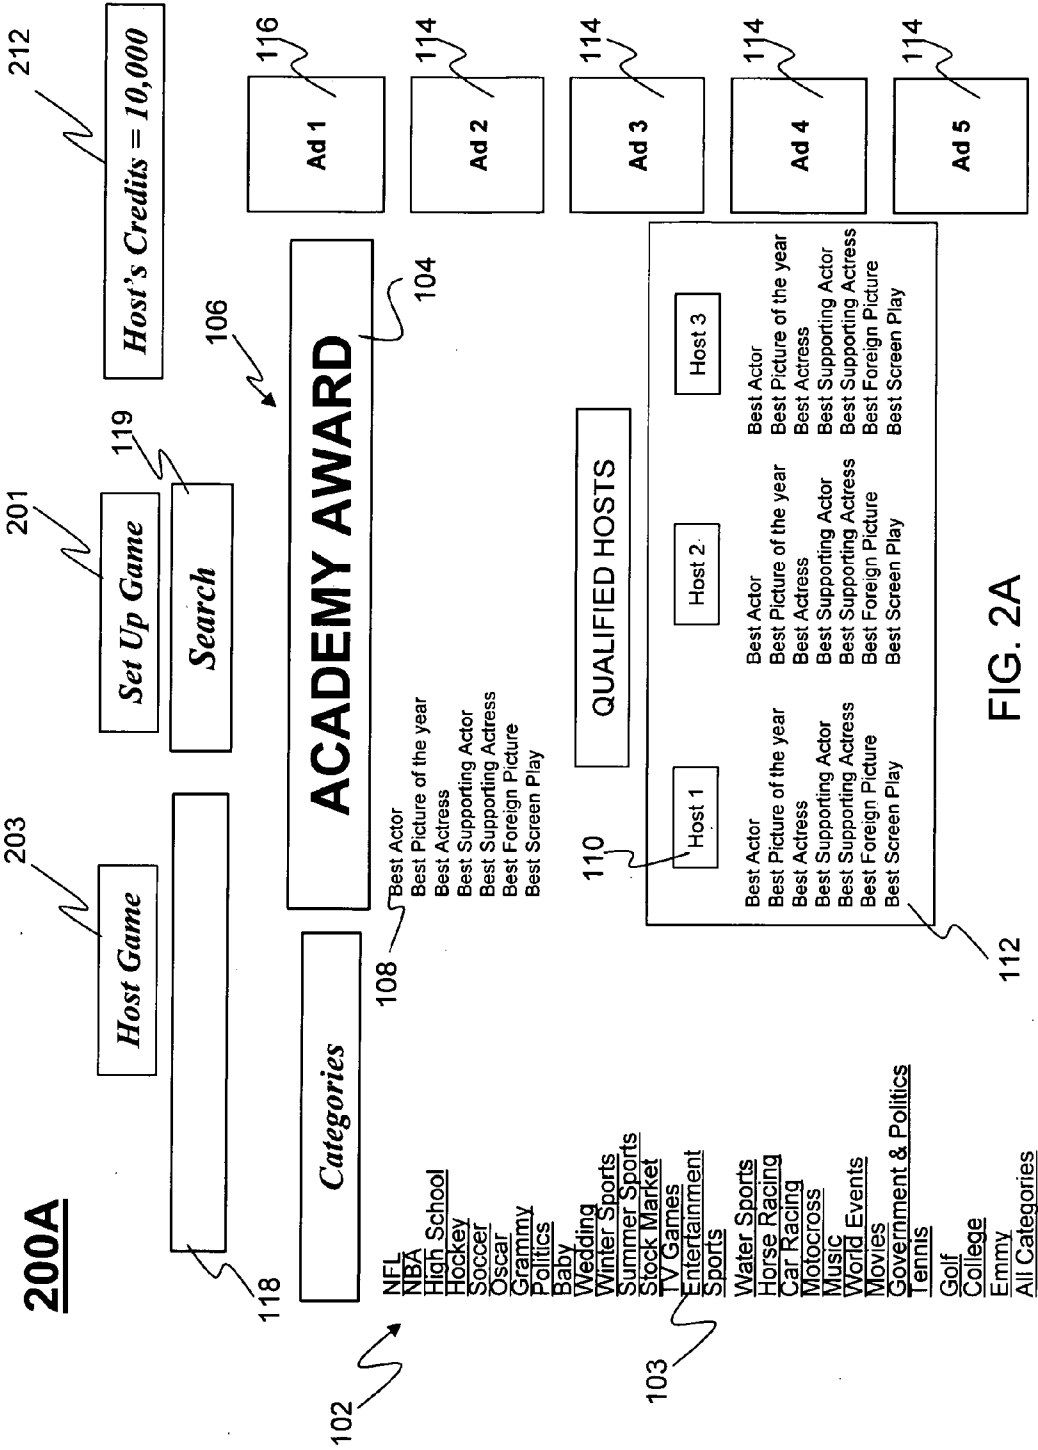 200A
203
201
212
Host Game
Set Up Game
Host's Credits = 10,000
118
Search
119
106
Categories
ACADEMY AWARD
104
102
NFL
NBA
High School
Hockey
Soccer
Oscar
Grammy
Politics
Baby
Wedding
Winter Sports
Summer Sports
Stock Market
TV Games
Entertainment
Sports
Water Sports
Horse Racing
Car Racing
Motocross
Music
World Events
Movies
Government & Politics
Tennis
Golf
College
Emmy
All Categories
103
108
Best Actor
Best Picture of the year
Best Actress
Best Supporting Actor
Best Supporting Actress
Best Foreign Picture
Best Screen Play
QUALIFIED HOSTS
110
Host 1
Best Actor
Best Picture of the year
Best Actress
Best Supporting Actor
Best Supporting Actress
Best Foreign Picture
Best Screen Play
Host 2
Best Actor
Best Picture of the year
Best Actress
Best Supporting Actor
Best Supporting Actress
Best Foreign Picture
Best Screen Play
Host 3
Best Actor
Best Picture of the year
Best Actress
Best Supporting Actor
Best Supporting Actress
Best Foreign Picture
Best Screen Play
112
Ad 1
116
Ad 2
114
Ad 3
114
Ad 4
114
Ad 5
114
FIG. 2A